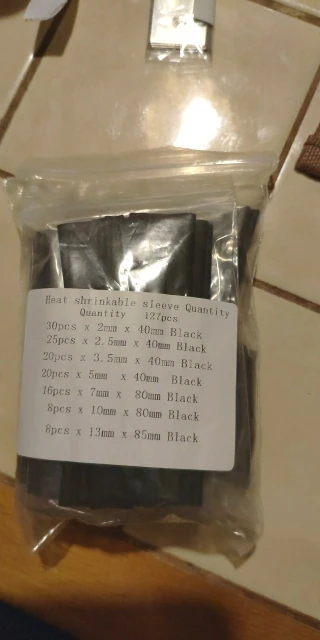 Heat shrinkable sleeve Quantity
Quantity 127pcs
30pcs x 2mm x 40mm Black
25pcs x 2.5mm x 40mm Black
20pcs x 3.5mm x 40mm Black
20pcs x 5mm x 40mm Black
16pcs x 7mm x 80mm Black
8pcs x 10mm x 80mm Black
8pcs x 13mm x 85mm Black